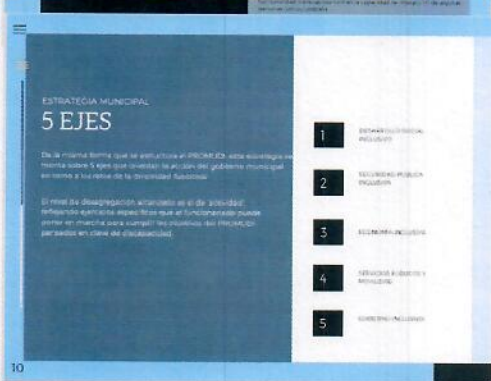 ESTRATEGIA MUNICIPAL
5 EJES
De la misma forma que se estructura el PROMUDI, esta estrategia se
monta sobre 5 ejes que orientan la acción del gobierno municipal
en torno a los retos de la diversidad funcional.
El nivel de desagregación alcanzado es el de "actividad",
reflejando ejercicios específicos que el funcionariado puede
poner en marcha para cumplir los objetivos del PROMUDI
pensados en clave de discapacidad.
1
INCLUSIVO
2
SEGURIDAD PÚBLICA
INCLUSIVA
3
ECONOMÍA INCLUSIVA
4
SERVICIOS PÚBLICOS Y
MOVILIDAD
5
GOBIERNO INCLUSIVO
10